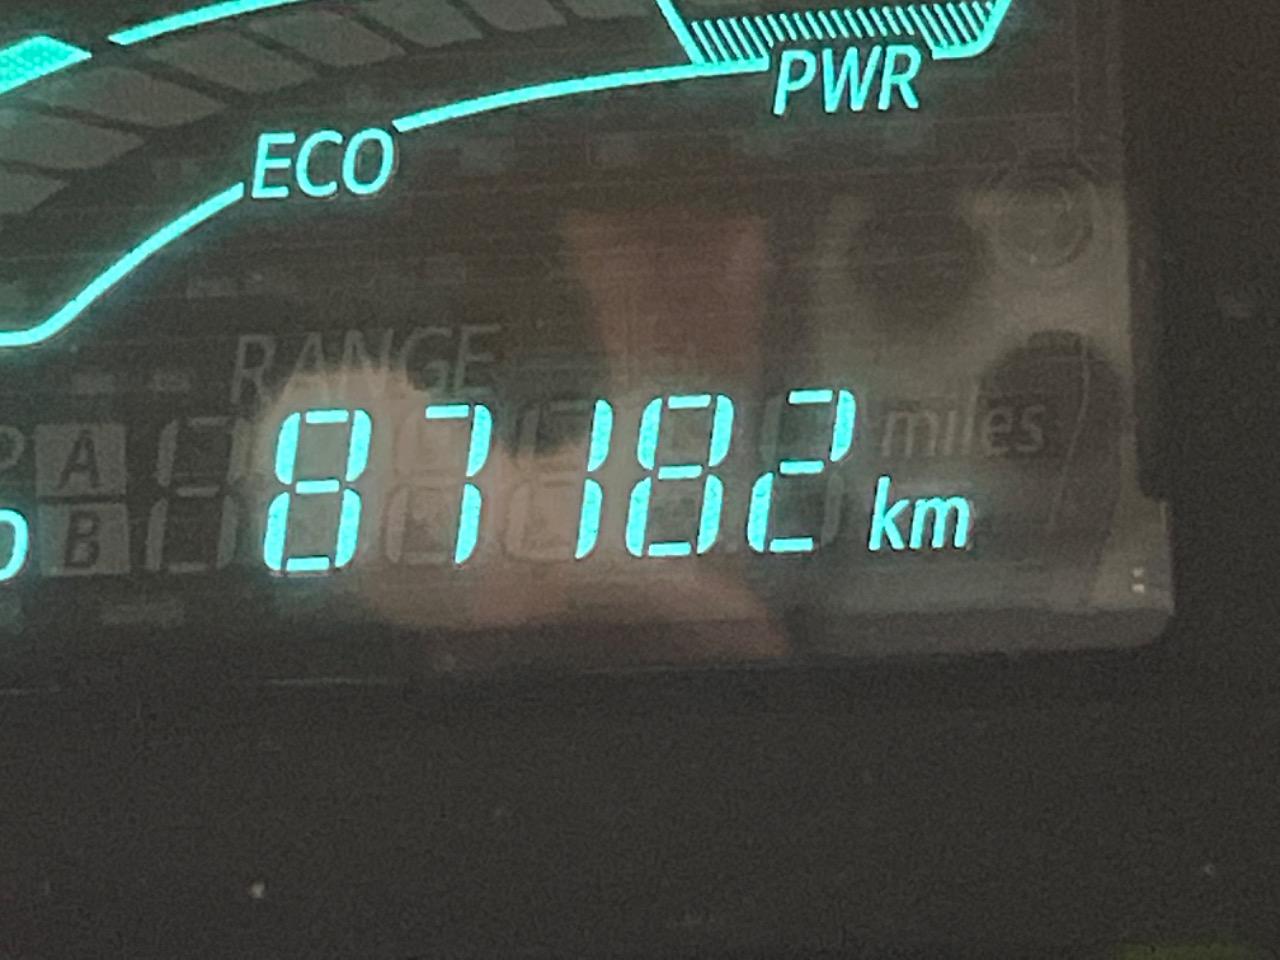 PWR
ECO
RANGE
A miles
B 87182 km